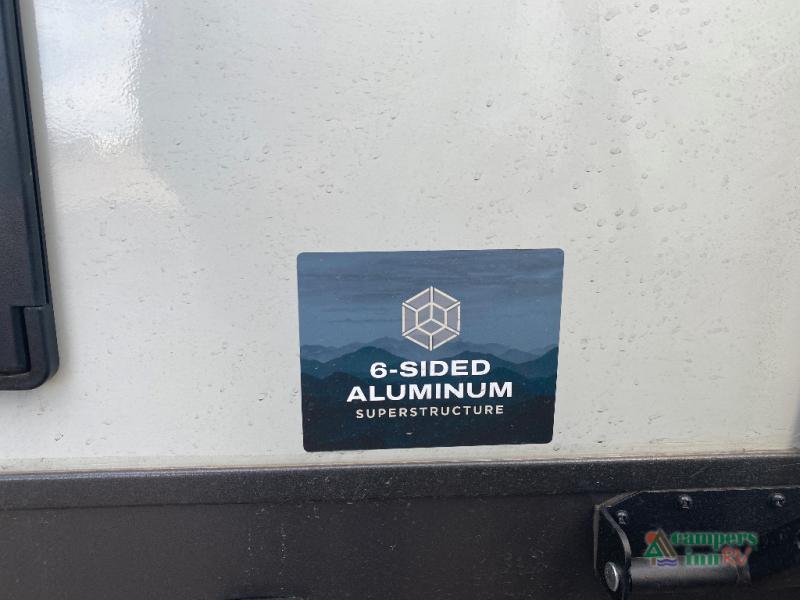 6-SIDED
ALUMINUM
SUPERSTRUCTURE
campers
inn RV